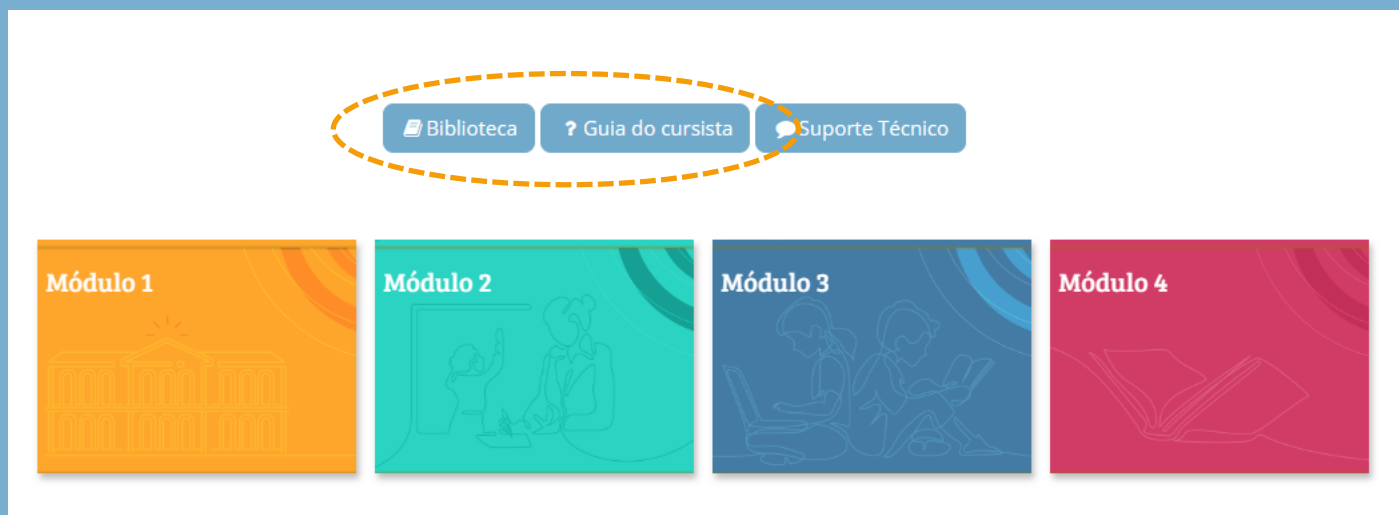 Biblioteca
? Guia do cursista
Suporte Técnico
Módulo 1
Módulo 2
Módulo 3
Módulo 4